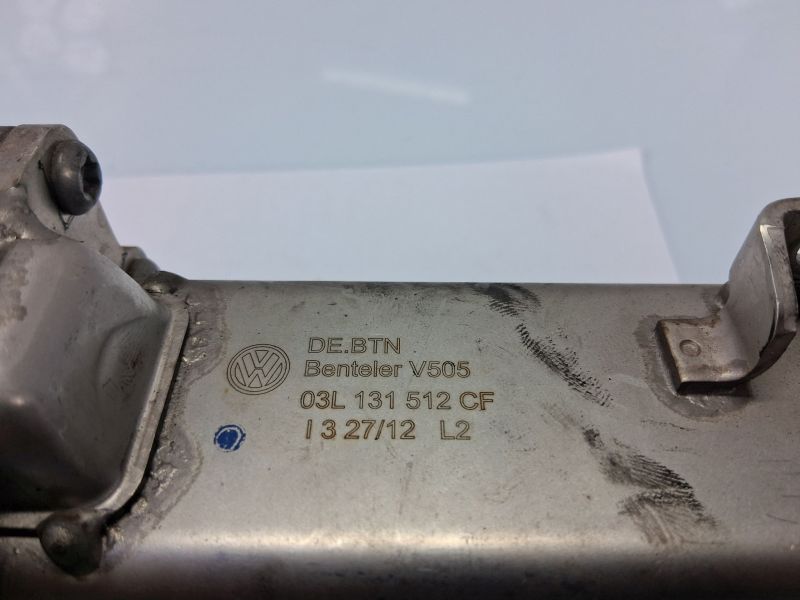 DE.BTN
Benteler V505
03L 131 512 CF
I 3 27/12 L2